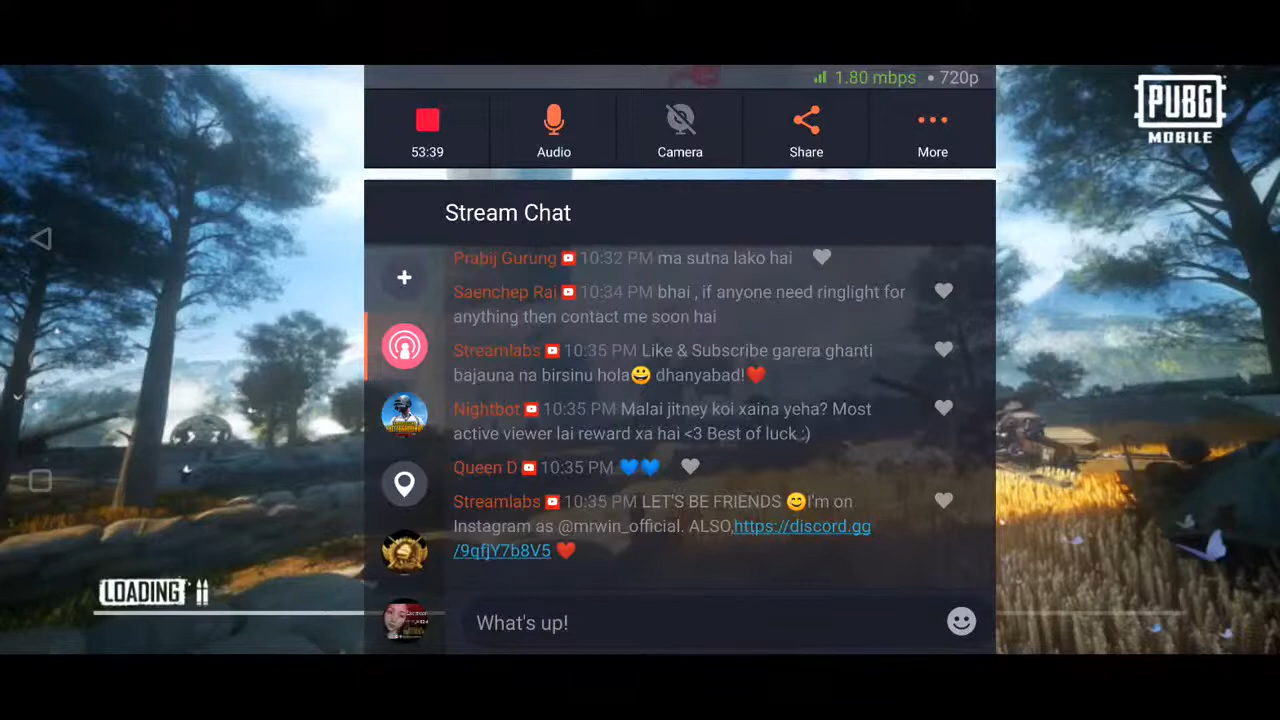 1.80 mbps • 720p
PUBG
MOBILE
53:39
Audio
Camera
Share
More
Stream Chat
Prabij Gurung 10:32 PM ma sutna lako hai
Saenchep Rai 10:34 PM bhai , if anyone need ringlight for
anything then contact me soon hai
Streamlabs 10:35 PM Like & Subscribe garera ghanti
bajauna na birsinu hola😀 dhanyabad!❤️
Nightbot 10:35 PM Malai jitney koi xaina yeha? Most
active viewer lai reward xa hai <3 Best of luck :)
Queen D 10:35 PM 💙💙
Streamlabs 10:35 PM LET'S BE FRIENDS 😊I'm on
Instagram as @mrwin_official. ALSO,https://discord.gg
/9qfjY7b8V5 ❤️
LOADING
What's up!